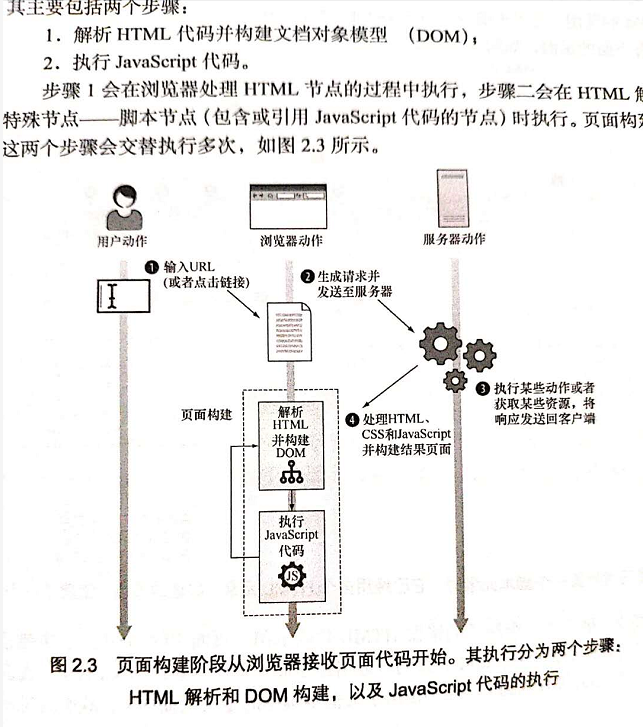 其主要包括两个步骤：
1．解析 HTML 代码并构建文档对象模型 （DOM）；
2．执行 JavaScript 代码。
步骤 1 会在浏览器处理 HTML 节点的过程中执行，步骤二会在 HTML
特殊节点——脚本节点（包含或引用 JavaScript 代码的节点）时执行。页面构
这两个步骤会交替执行多次，如图 2.3 所示。
用户动作
浏览器动作
服务器动作
❶ 输入URL
（或者点击链接）
❷ 生成请求并
发送至服务器
❸ 执行某些动作或者
获取某些资源，将
响应发送回客户端
❹ 处理HTML、
CSS和JavaScript
并构建结果页面
页面构建
解析
HTML
并构建
DOM
执行
JavaScript
代码
JS
图 2.3 页面构建阶段从浏览器接收页面代码开始。其执行分为两个步骤：
HTML 解析和 DOM 构建，以及 JavaScript 代码的执行